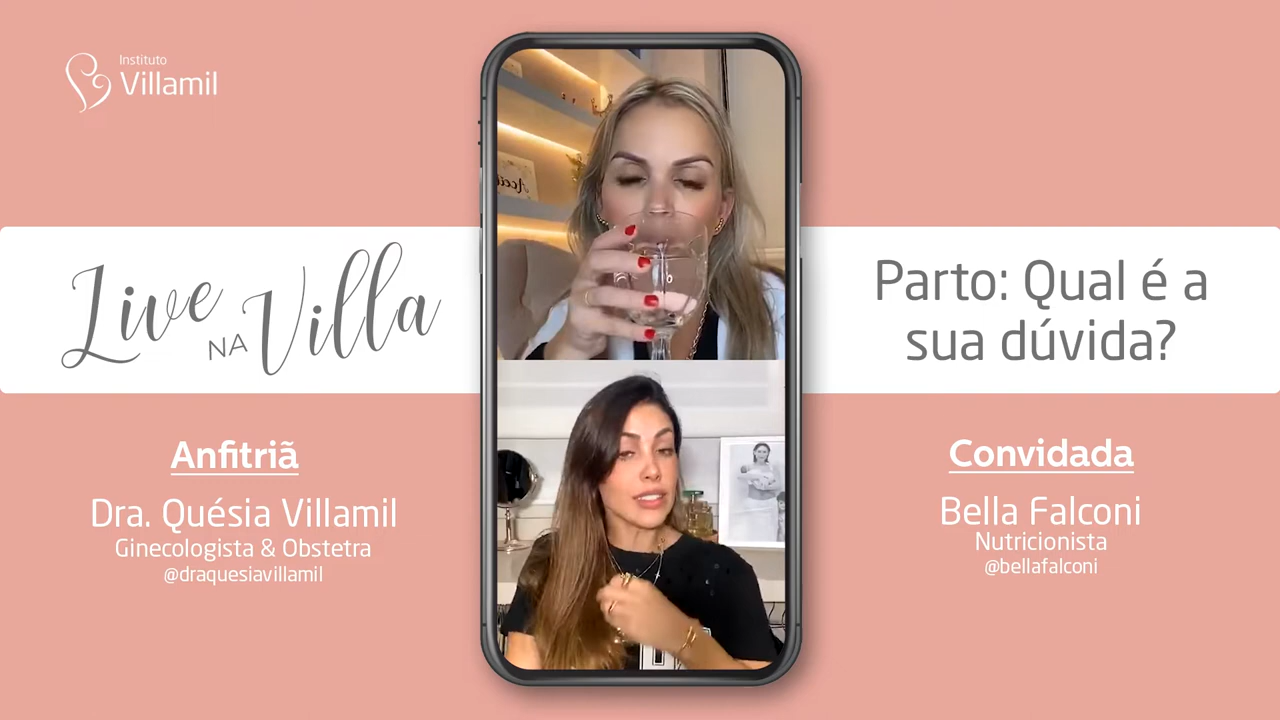 Instituto
Villamil
Live NA Villa
Parto: Qual é a
sua dúvida?
Anfitriã
Dra. Quésia Villamil
Ginecologista & Obstetra
@draquesiavillamil
Convidada
Bella Falconi
Nutricionista
@bellafalconi